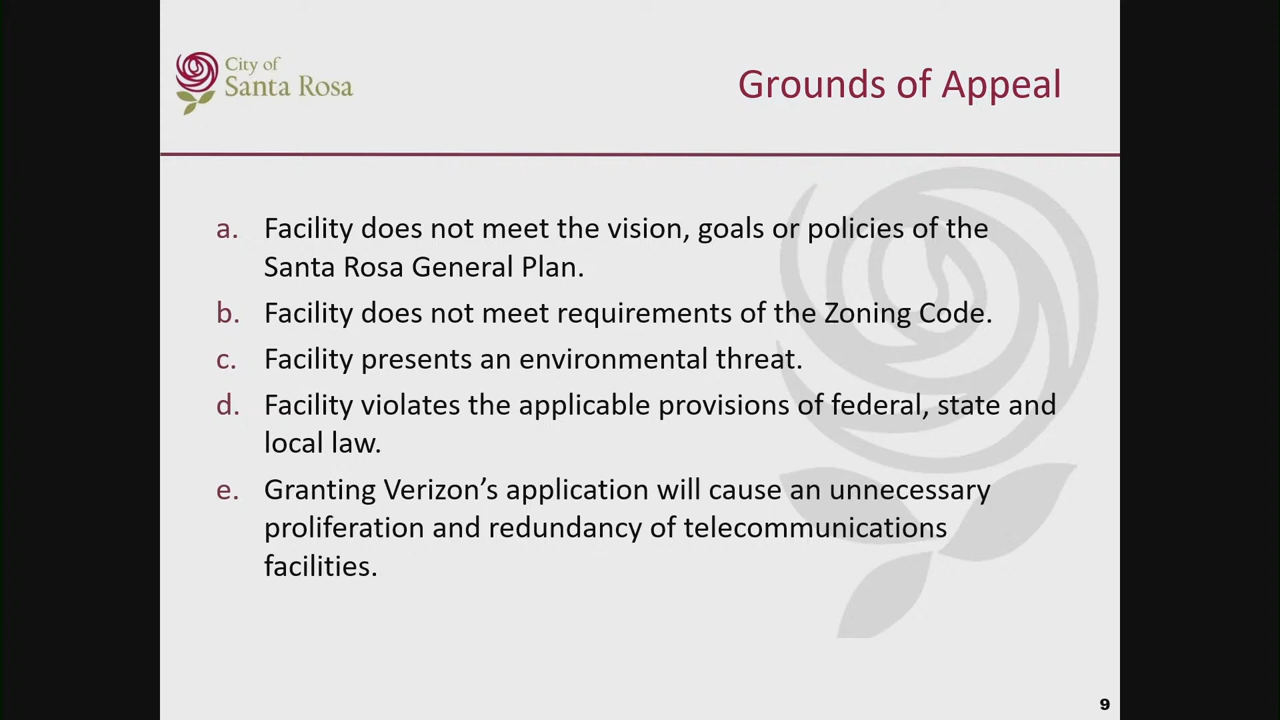 City of
Santa Rosa
Grounds of Appeal
a. Facility does not meet the vision, goals or policies of the
Santa Rosa General Plan.
b. Facility does not meet requirements of the Zoning Code.
c. Facility presents an environmental threat.
d. Facility violates the applicable provisions of federal, state and
local law.
e. Granting Verizon’s application will cause an unnecessary
proliferation and redundancy of telecommunications
facilities.
9